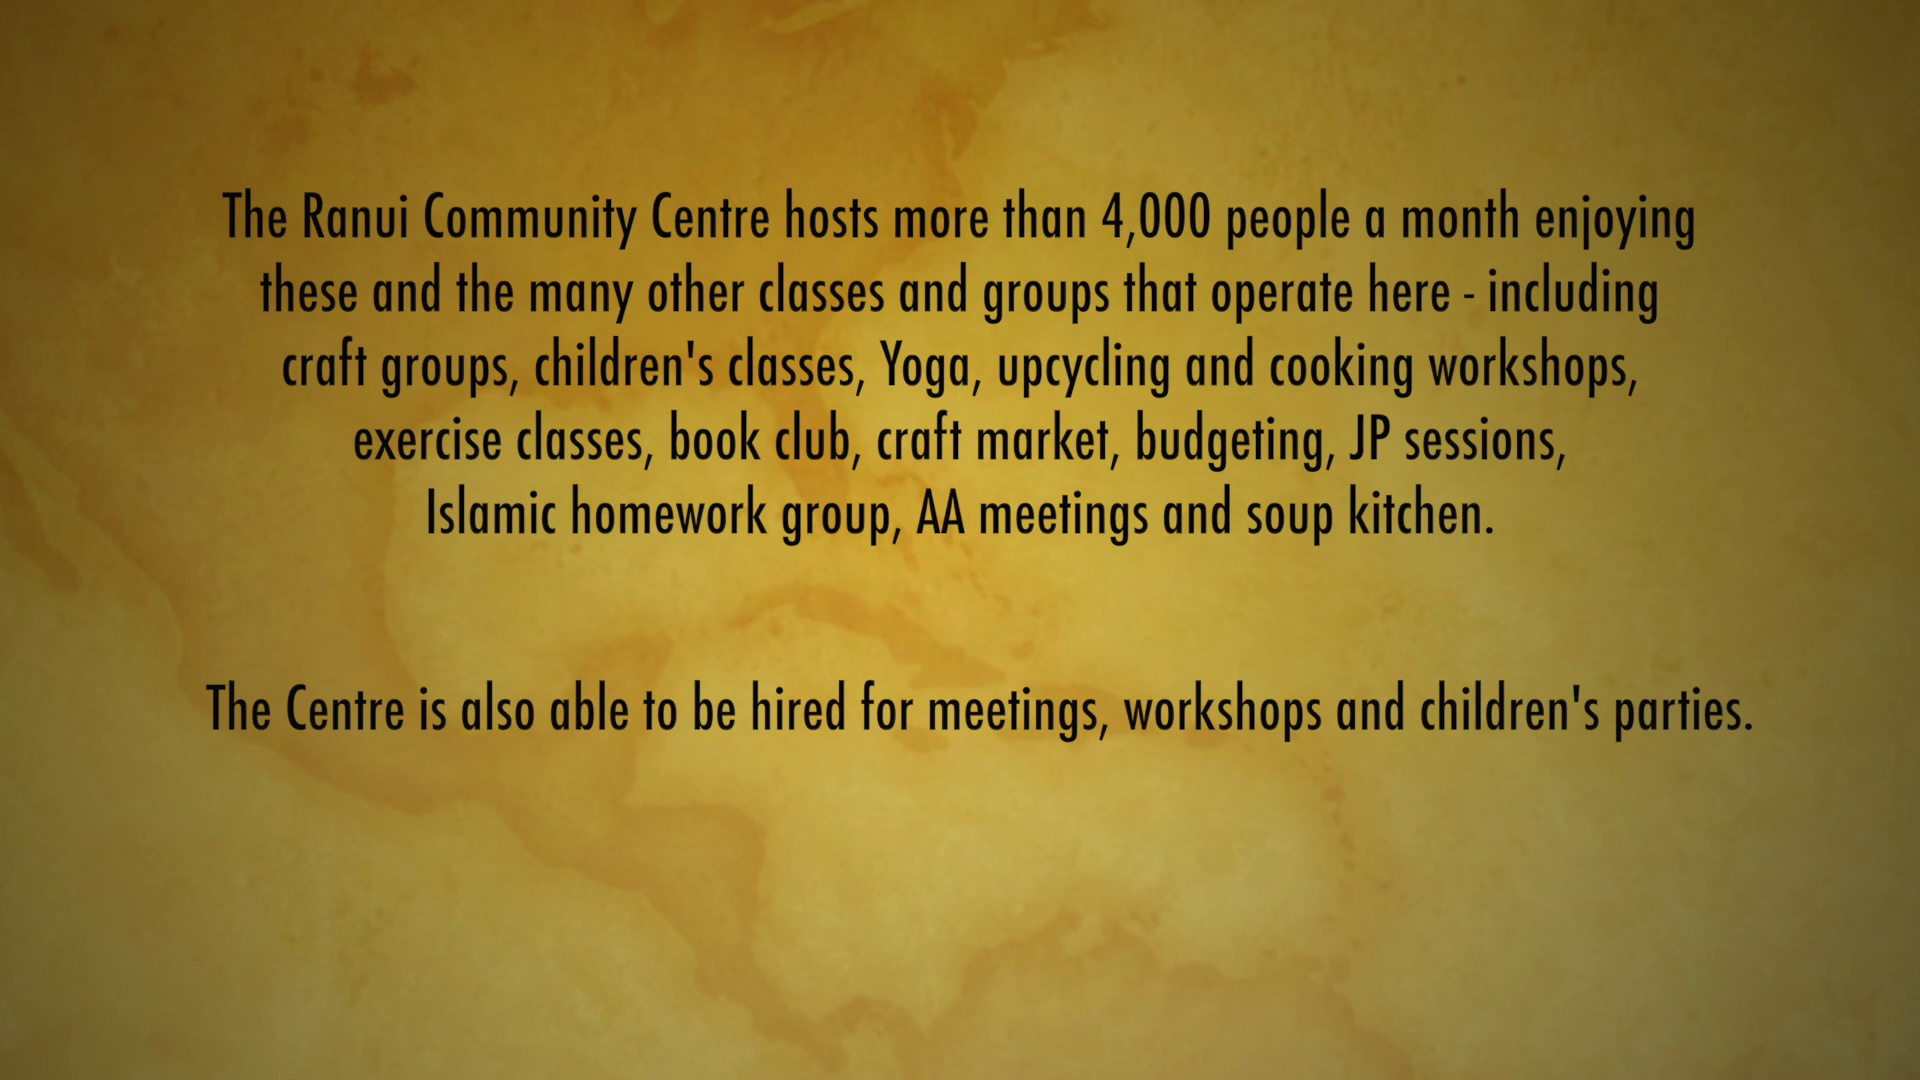 The Ranui Community Centre hosts more than 4,000 people a month enjoying
these and the many other classes and groups that operate here - including
craft groups, children's classes, Yoga, upcycling and cooking workshops,
exercise classes, book club, craft market, budgeting, JP sessions,
Islamic homework group, AA meetings and soup kitchen.
The Centre is also able to be hired for meetings, workshops and children's parties.